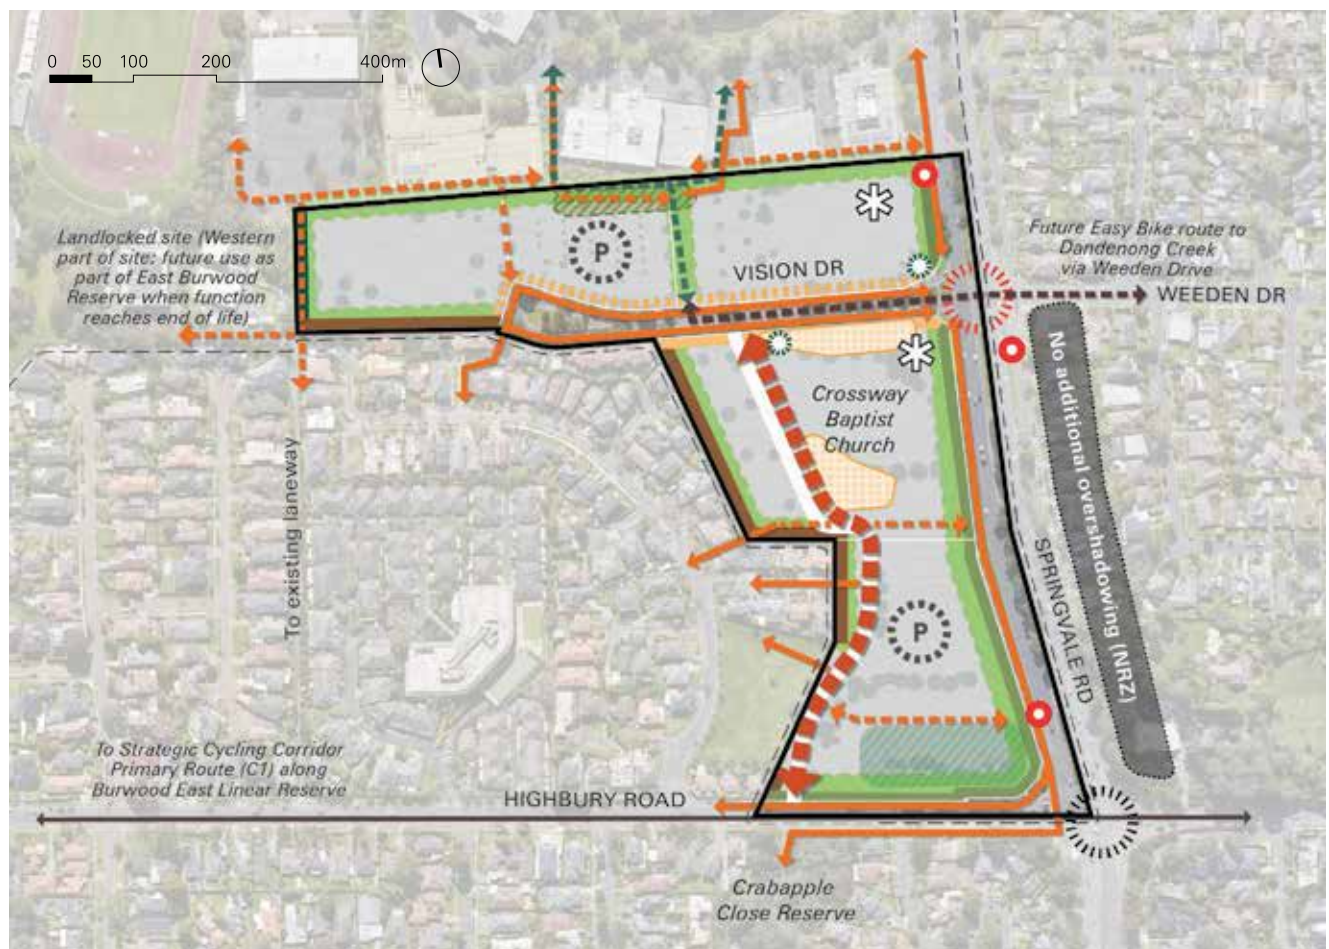 0 50 100 200 400m
Landlocked site (Western
part of site: future use as
part of East Burwood
Reserve when function
reaches end of life)
P
VISION DR
Future Easy Bike route to
Dandenong Creek
via Weeden Drive
WEEDEN DR
Crossway
Baptist
Church
No additional overshadowing (NRZ)
SPRINGVALE RD
To existing laneway
P
To Strategic Cycling Corridor
Primary Route (C1) along
Burwood East Linear Reserve
HIGHBURY ROAD
Crabapple
Close Reserve